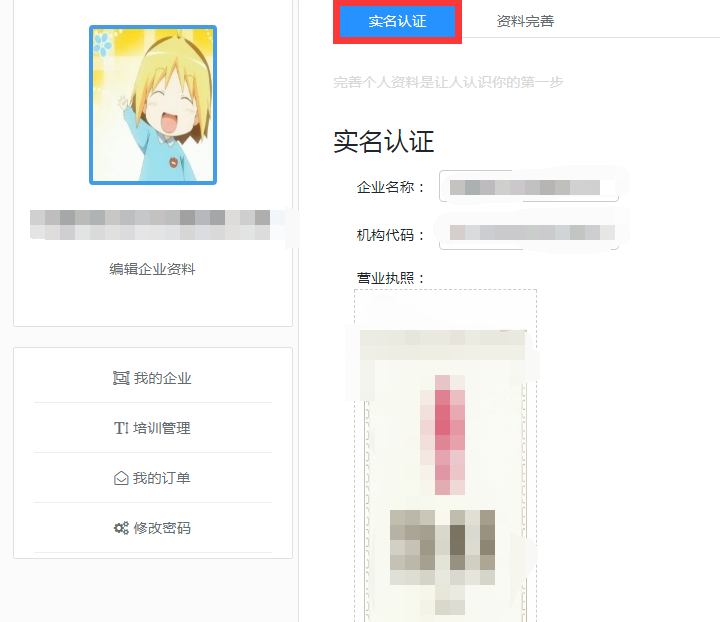 实名认证
资料完善
完善个人资料是让人认识你的第一步
实名认证
企业名称：
机构代码：
营业执照：
编辑企业资料
我的企业
培训管理
我的订单
修改密码